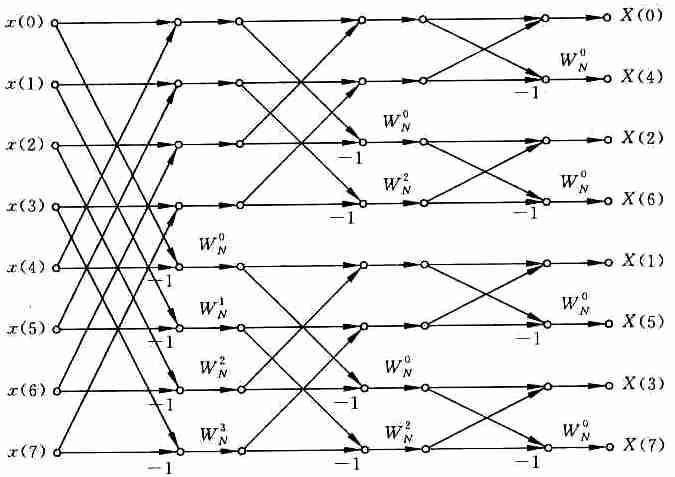 x(0) X(0)
W_N^0
x(1) -1 X(4)
W_N^0
x(2) -1 X(2)
W_N^2 W_N^0
x(3) -1 -1 X(6)
W_N^0
x(4) -1 X(1)
W_N^1 W_N^0
x(5) -1 -1 X(5)
W_N^2 W_N^0
x(6) -1 -1 X(3)
W_N^3 W_N^2 W_N^0
x(7) -1 -1 -1 X(7)